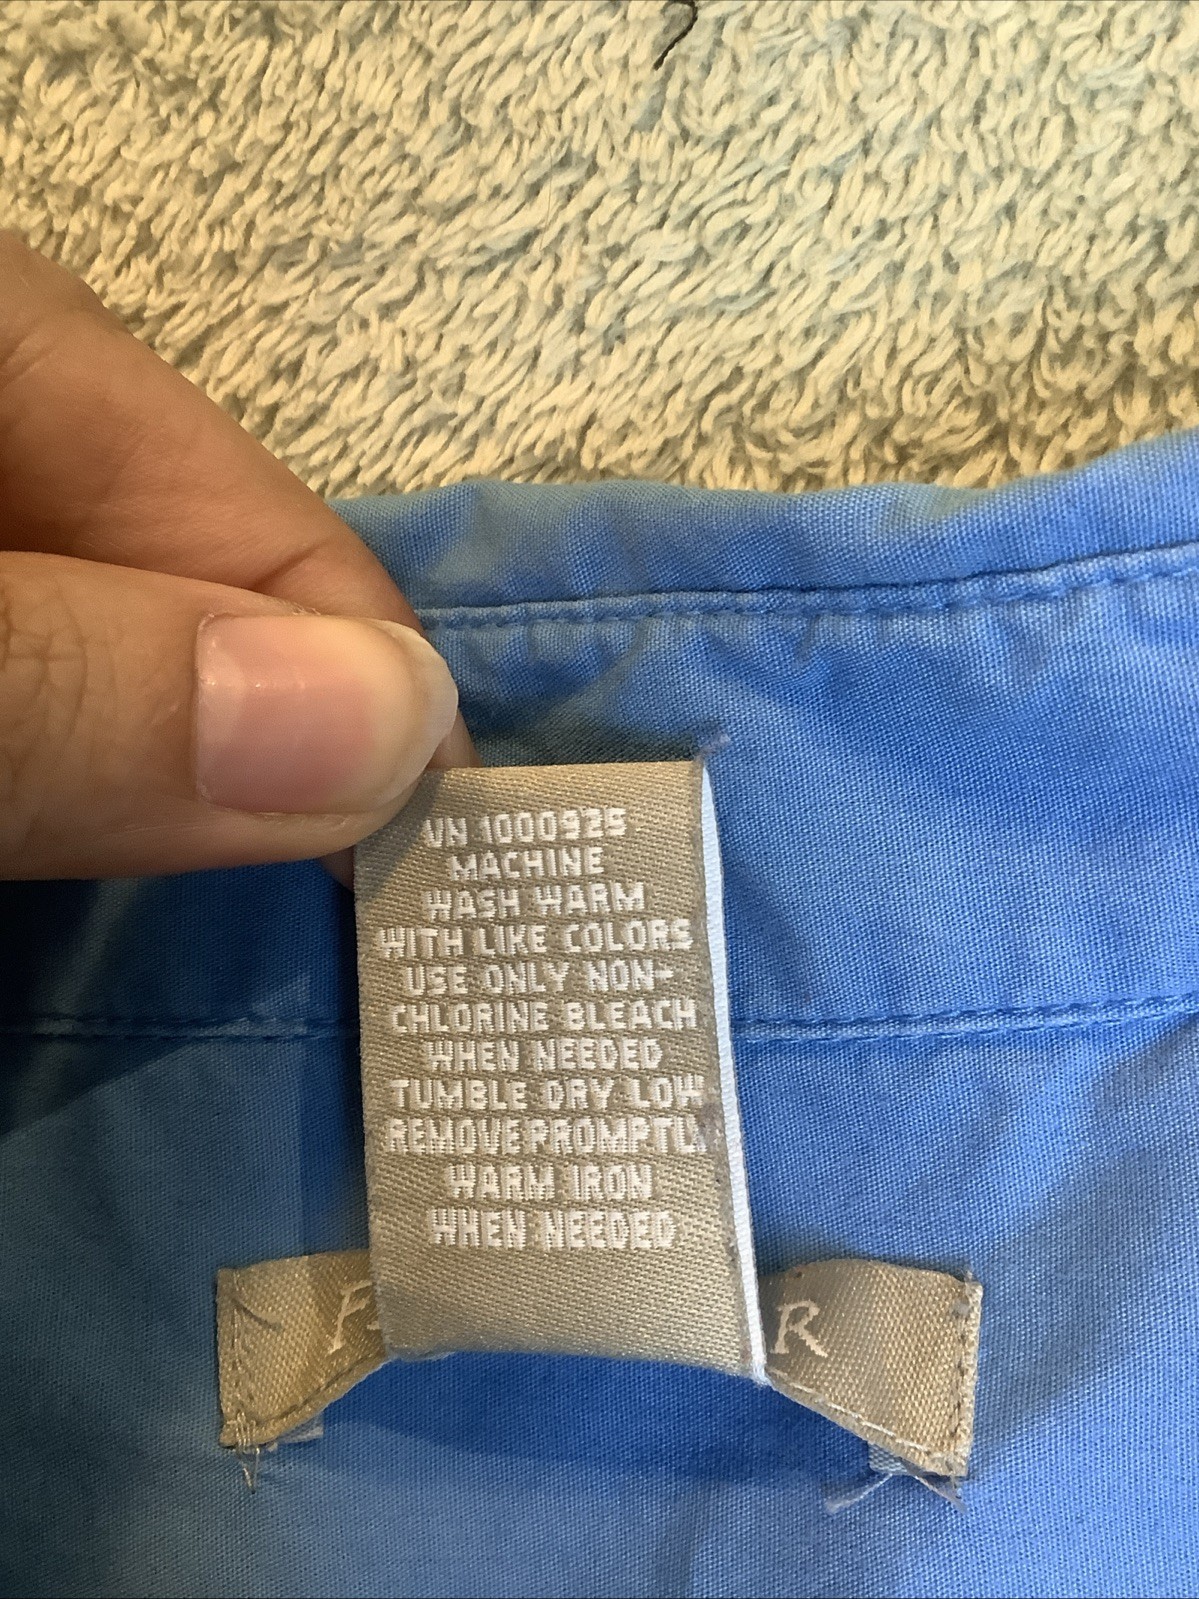 VN 1000925
MACHINE
WASH WARM
WITH LIKE COLORS
USE ONLY NON-
CHLORINE BLEACH
WHEN NEEDED
TUMBLE DRY LOW
REMOVE PROMPTLY
WARM IRON
WHEN NEEDED
F R